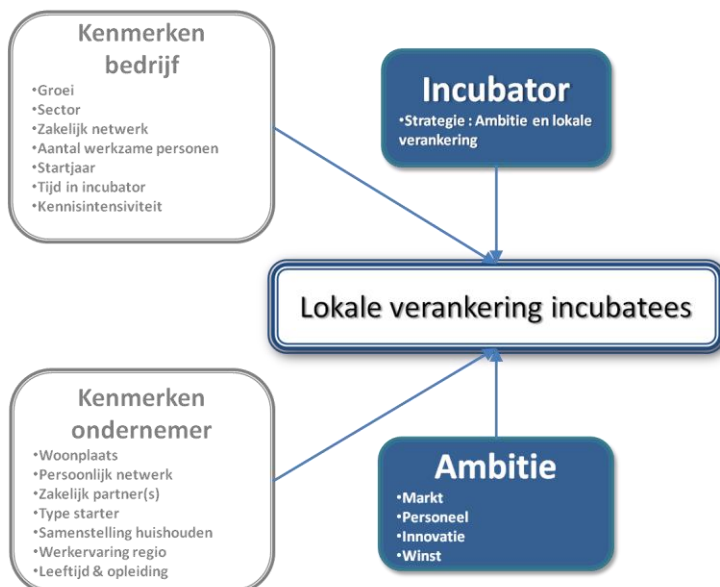 Kenmerken
bedrijf
•Groei
•Sector
•Zakelijk netwerk
•Aantal werkzame personen
•Startjaar
•Tijd in incubator
•Kennisintensiviteit
Incubator
•Strategie : Ambitie en lokale
verankering
Lokale verankering incubatees
Kenmerken
ondernemer
•Woonplaats
•Persoonlijk netwerk
•Zakelijk partner(s)
•Type starter
•Samenstelling huishouden
•Werkervaring regio
•Leeftijd & opleiding
Ambitie
•Markt
•Personeel
•Innovatie
•Winst